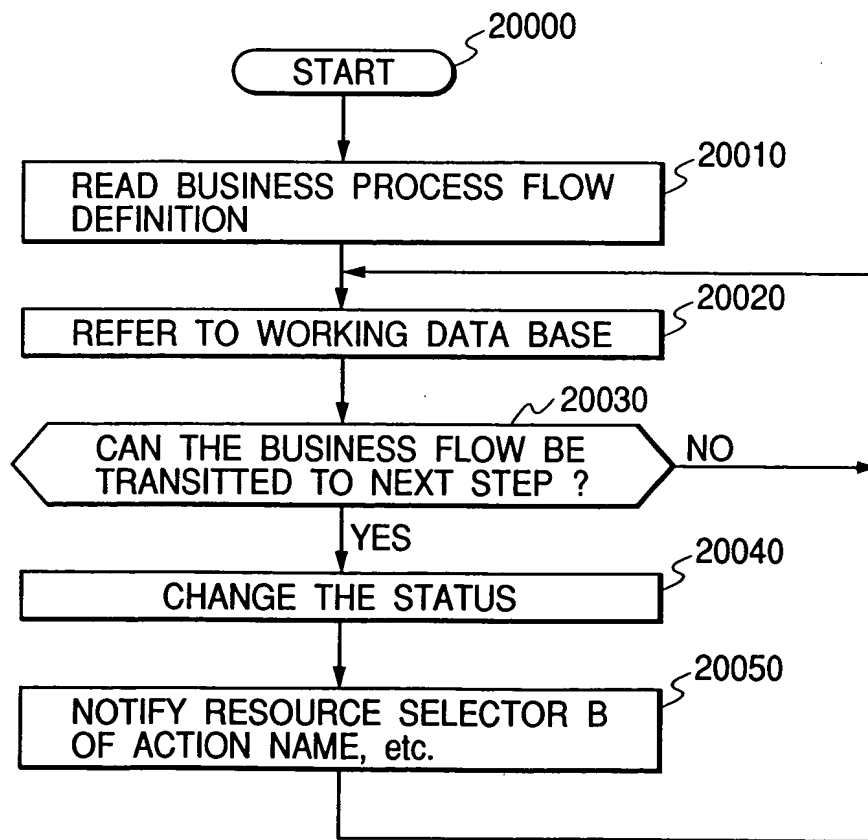 20000
START
20010
READ BUSINESS PROCESS FLOW
DEFINITION
20020
REFER TO WORKING DATA BASE
20030
CAN THE BUSINESS FLOW BE
TRANSITTED TO NEXT STEP ?
NO
YES
20040
CHANGE THE STATUS
20050
NOTIFY RESOURCE SELECTOR B
OF ACTION NAME, etc.